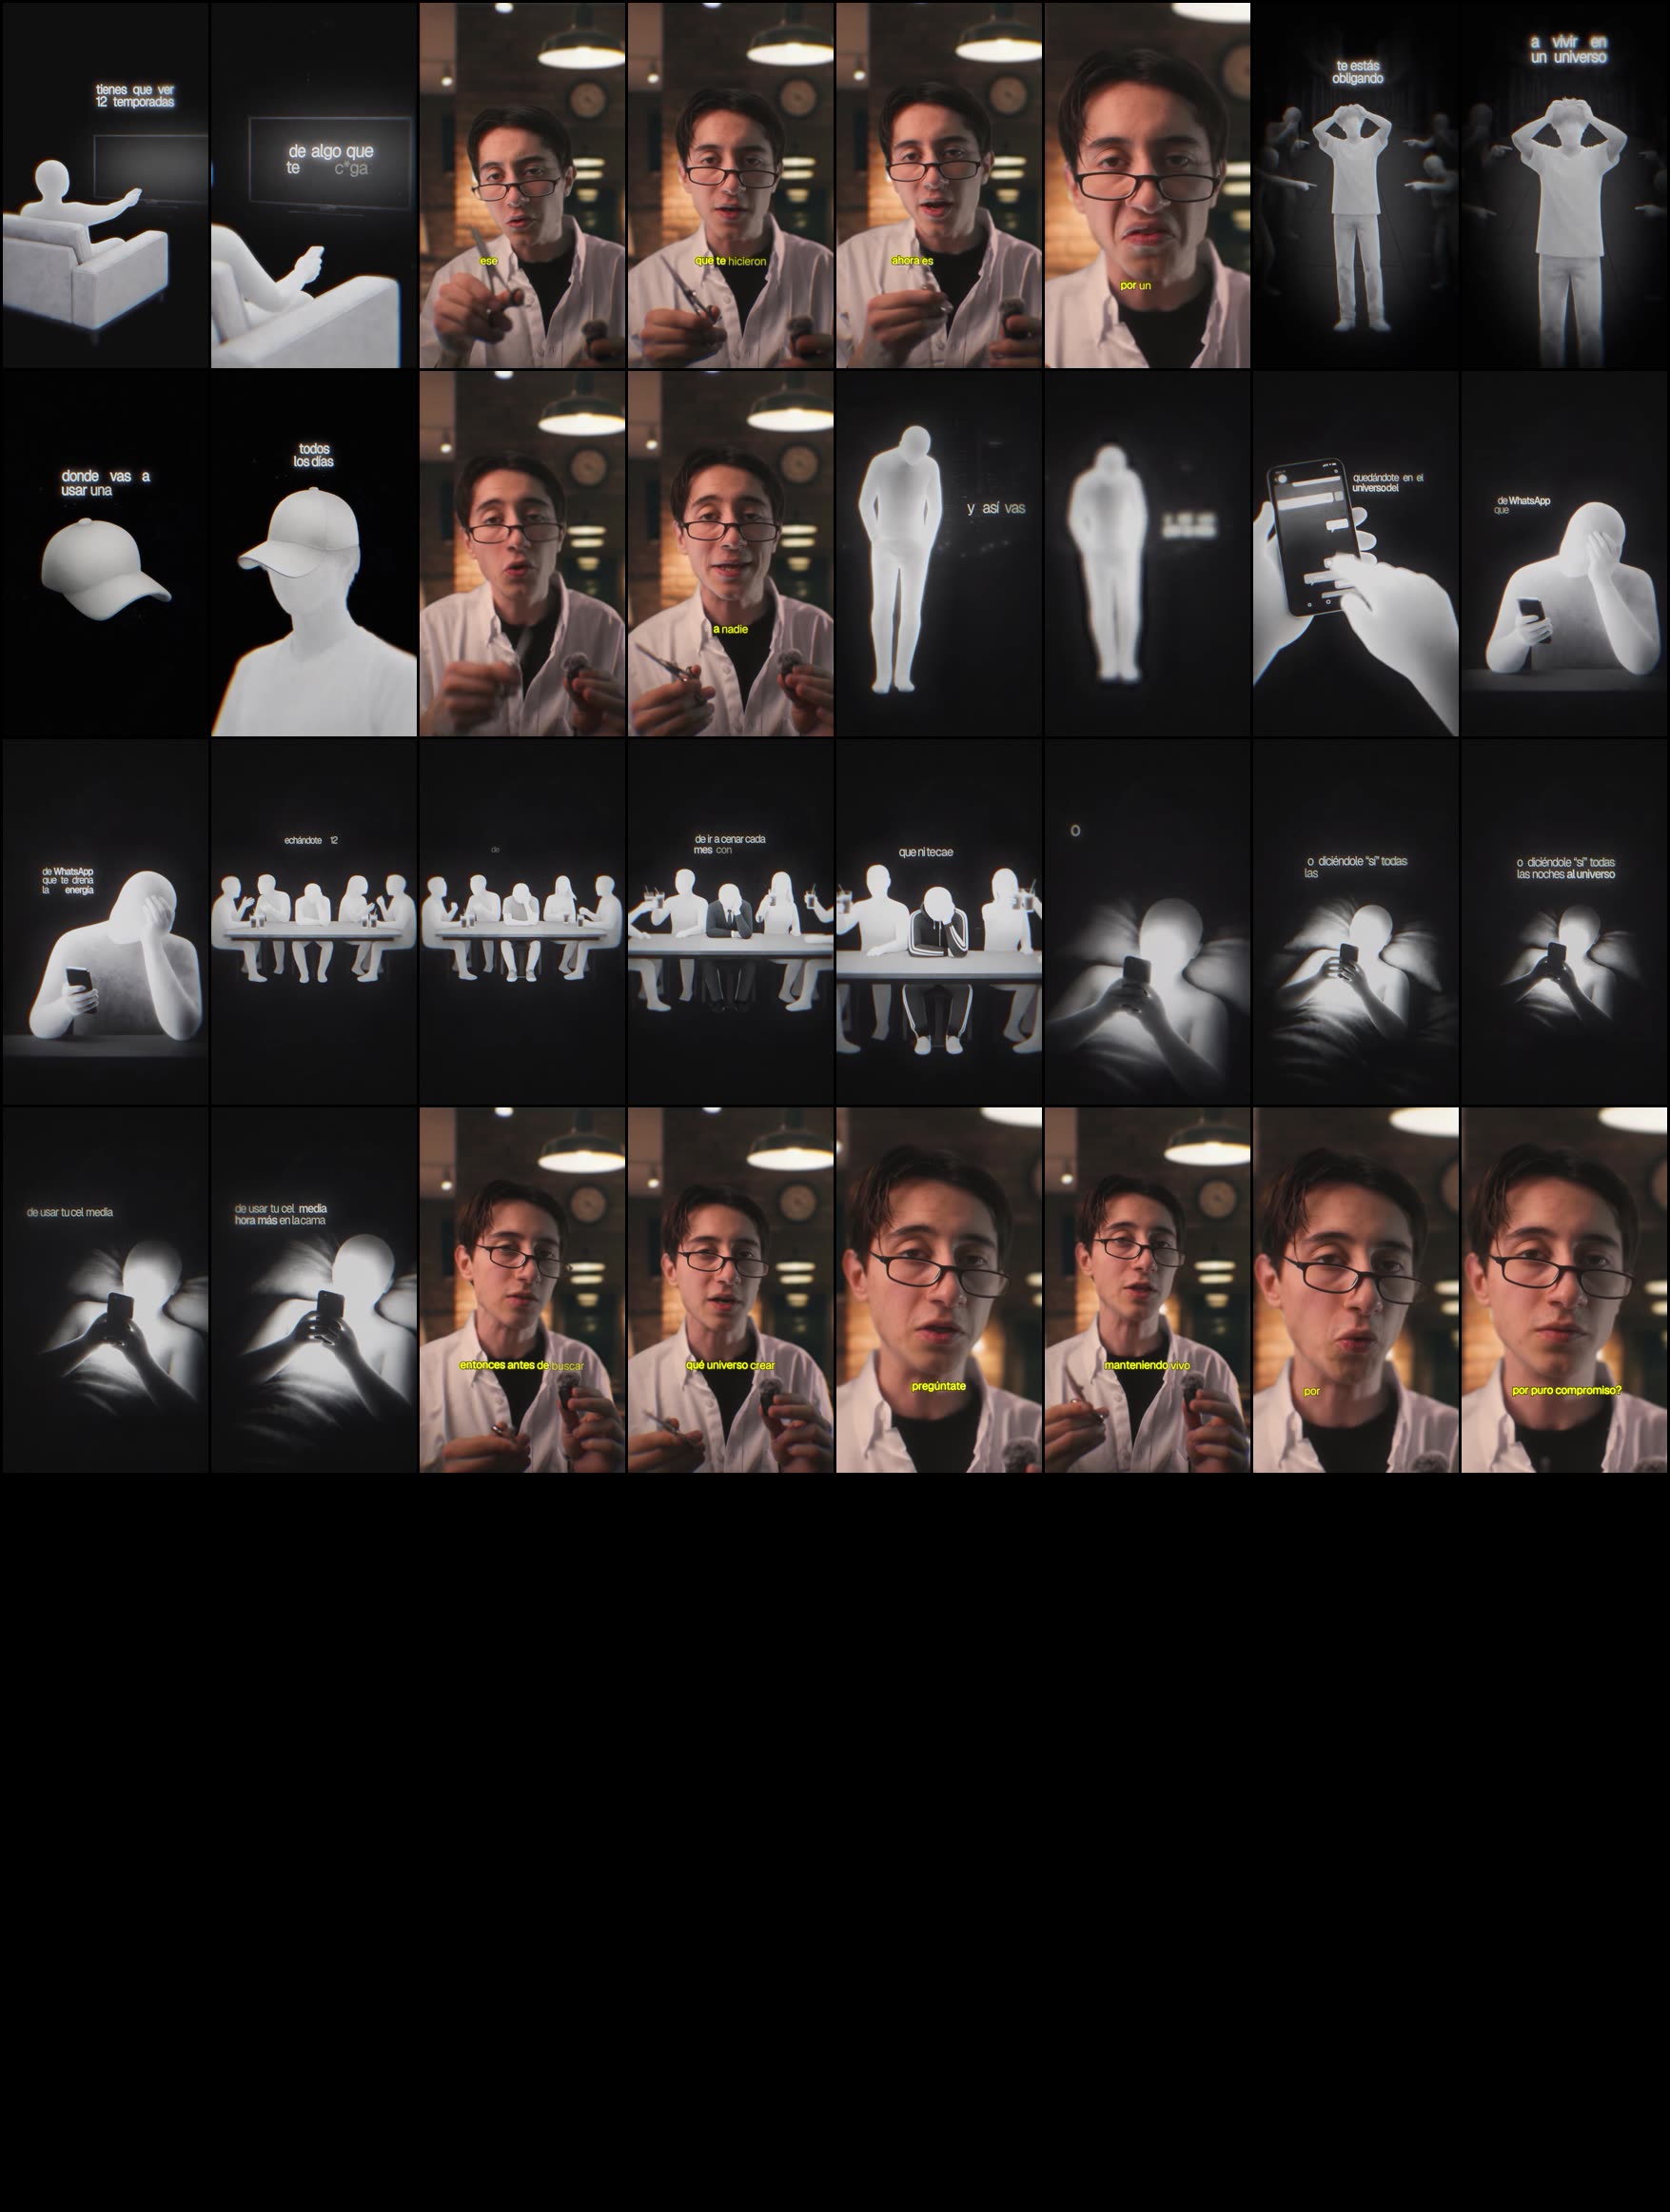 tienes que ver
12 temporadas
de algo que
te c*ga
ese
que te hicieron
ahora es
por un
te estás
obligando
a vivir en
un universo
donde vas a
usar una
todos
los días
a nadie
y así vas
quedándote en el
universo del
de WhatsApp
que
de WhatsApp
que te drena
la energía
echándote 12
de
de ir a cenar cada
mes con
que ni te cae
o
o diciéndole "sí" todas
las
o diciéndole "sí" todas
las noches al universo
de usar tu cel media
de usar tu cel media
hora más en la cama
entonces antes de buscar
qué universo crear
pregúntate
manteniendo vivo
por
por puro compromiso?